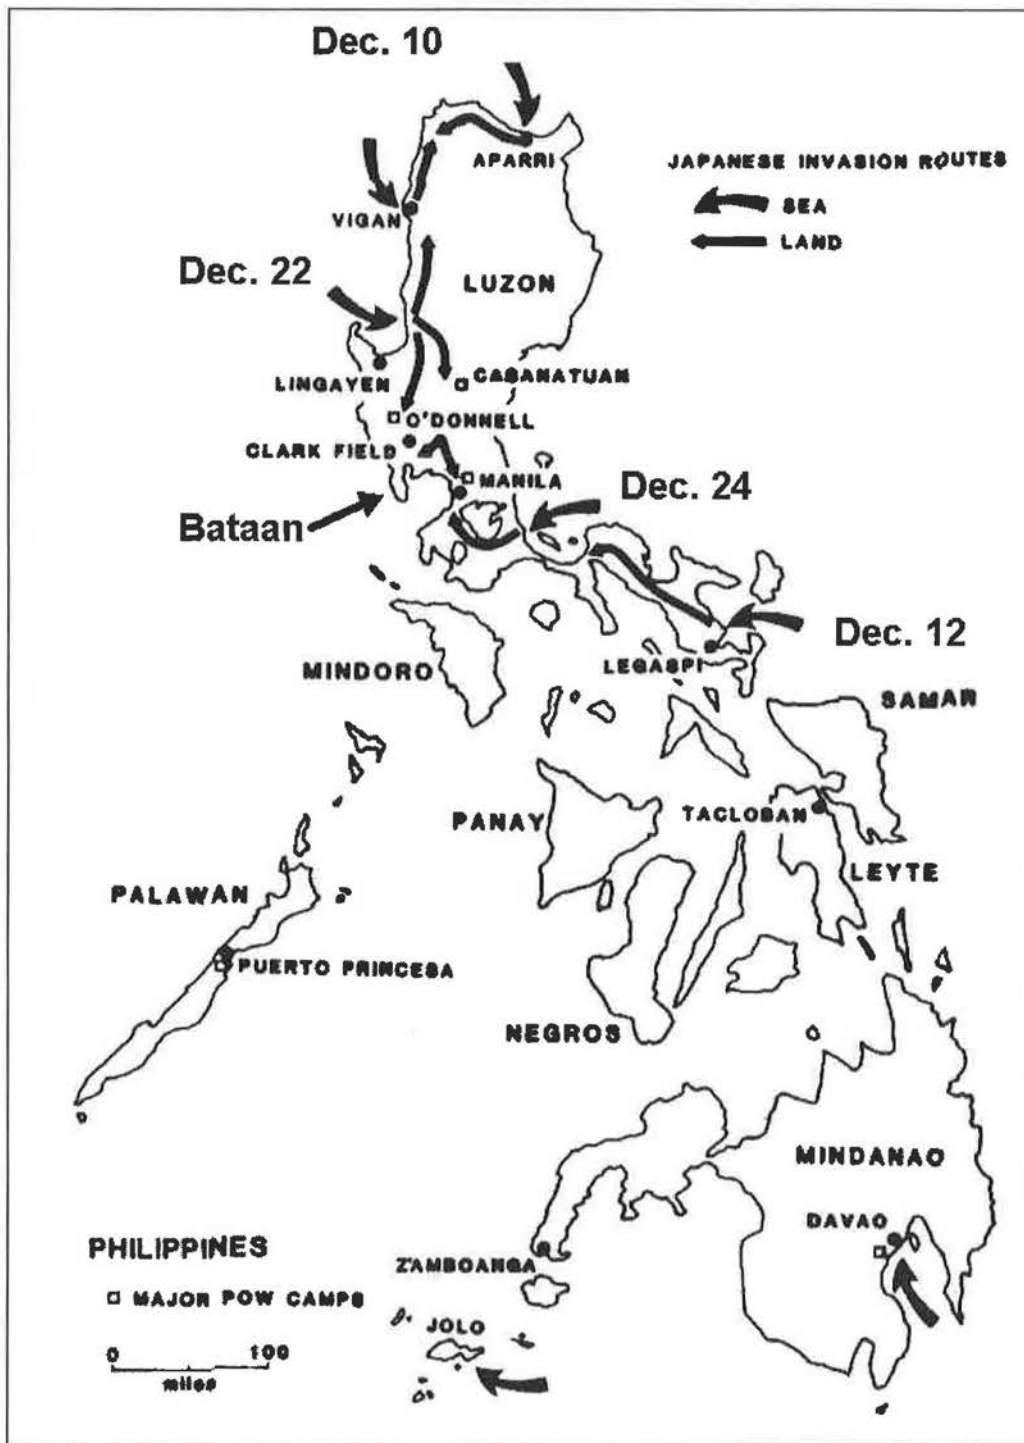 Dec. 10
APARRI
JAPANESE INVASION ROUTES
SEA
LAND
VIGAN
Dec. 22
LUZON
LINGAYEN
CABANATUAN
O'DONNELL
CLARK FIELD
MANILA
Dec. 24
Bataan
Dec. 12
MINDORO
LEGASPI
SAMAR
PANAY
TACLOBAN
LEYTE
PALAWAN
PUERTO PRINCESA
NEGROS
MINDANAO
DAVAO
PHILIPPINES
ZAMBOANGA
MAJOR POW CAMPS
JOLO
0 100
miles